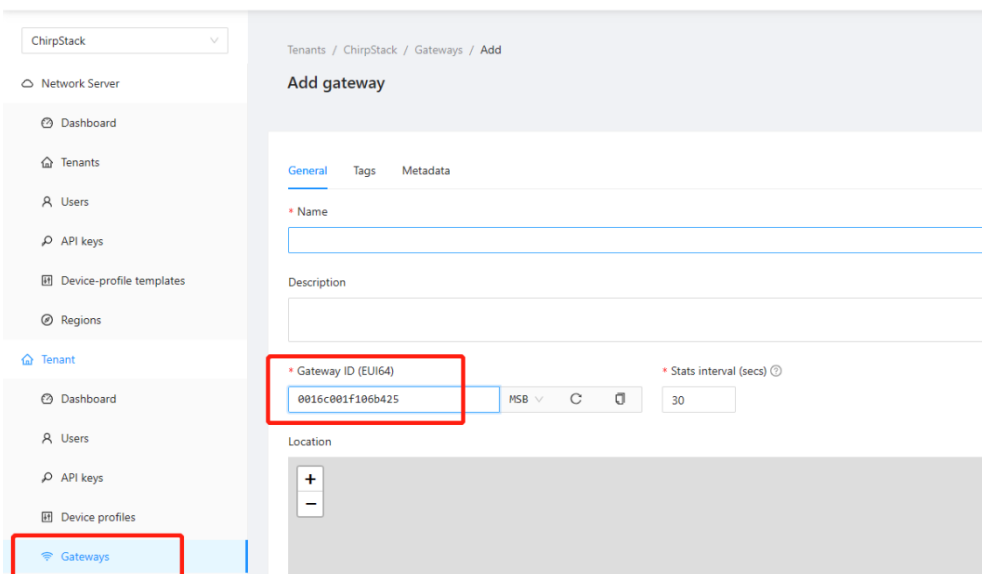 ChirpStack
Network Server
Dashboard
Tenants
Users
API keys
Device-profile templates
Regions
Tenant
Dashboard
Users
API keys
Device profiles
Gateways
Tenants / ChirpStack / Gateways / Add
Add gateway
General Tags Metadata
* Name
Description
* Gateway ID (EUI64) * Stats interval (secs)
0016c001f106b425 MSB 30
Location
+
−